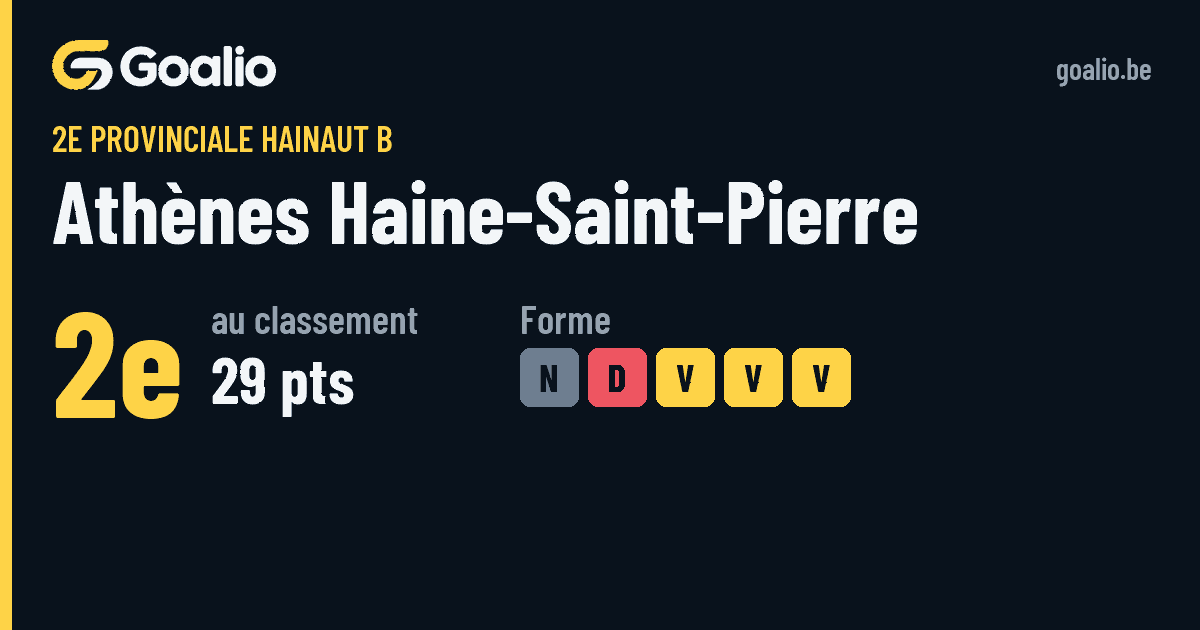 Goalio
goalio.be
2E PROVINCIALE HAINAUT B
Athènes Haine-Saint-Pierre
2e
au classement
29 pts
Forme
N D V V V